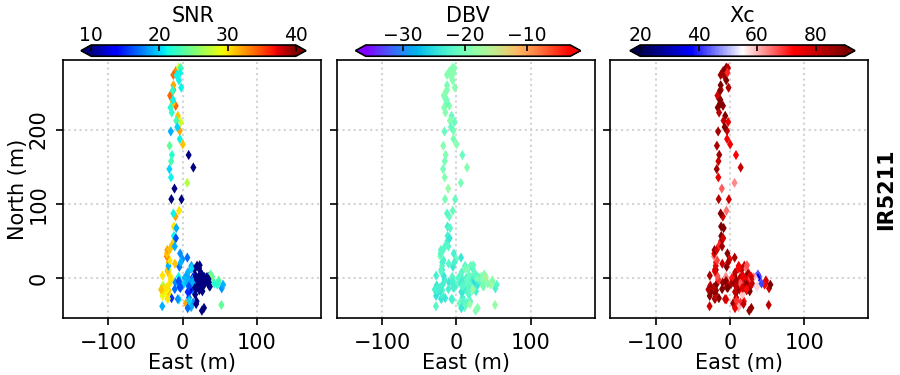 SNR DBV Xc
10 20 30 40 −30 −20 −10 20 40 60 80
North (m)
200
100
0
IR5211
−100 0 100 −100 0 100 −100 0 100
East (m) East (m) East (m)